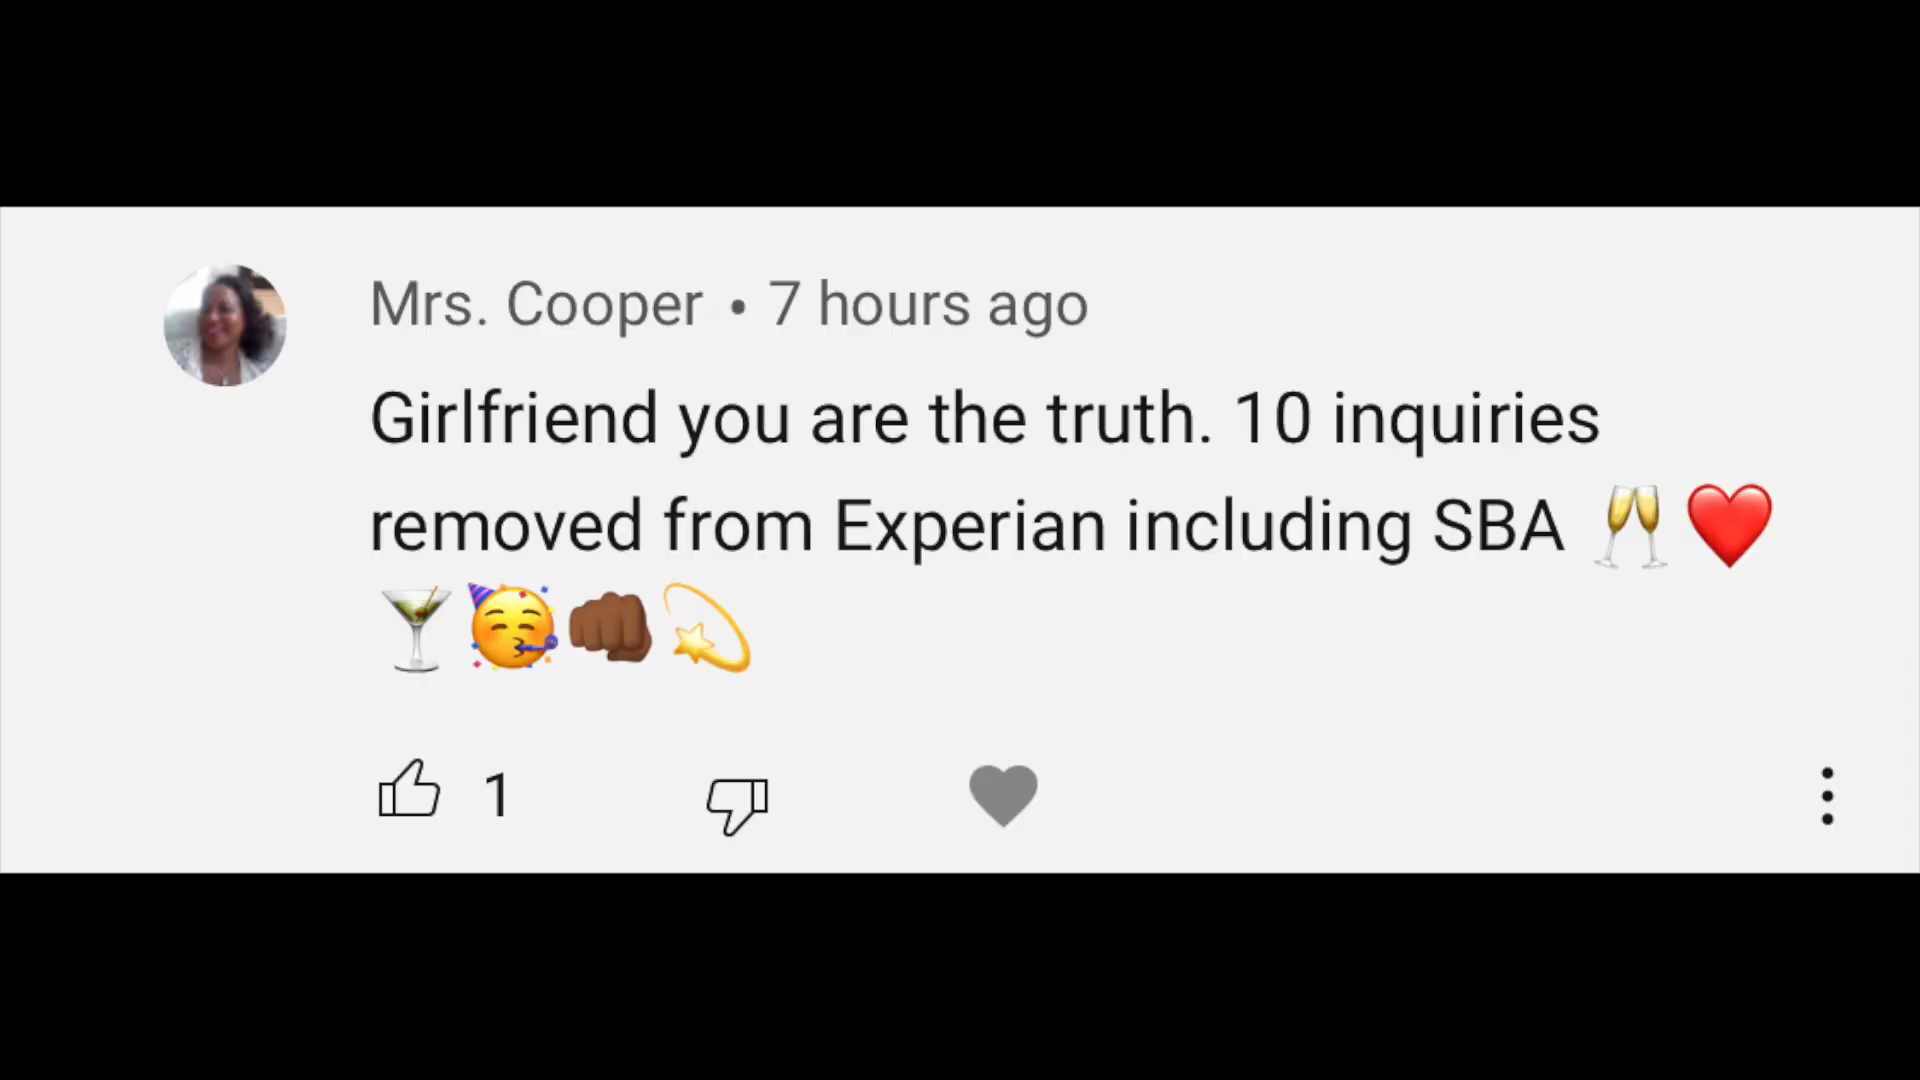 Mrs. Cooper • 7 hours ago
Girlfriend you are the truth. 10 inquiries
removed from Experian including SBA 🥂❤️
🍸🥳👊🏾💫
1